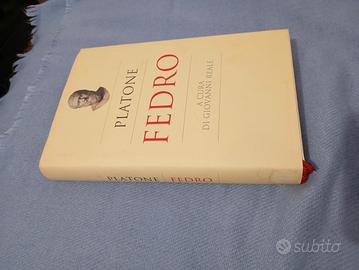 PLATONE
FEDRO
A CURA
DI GIOVANNI REALE
PLATONE FEDRO
subito